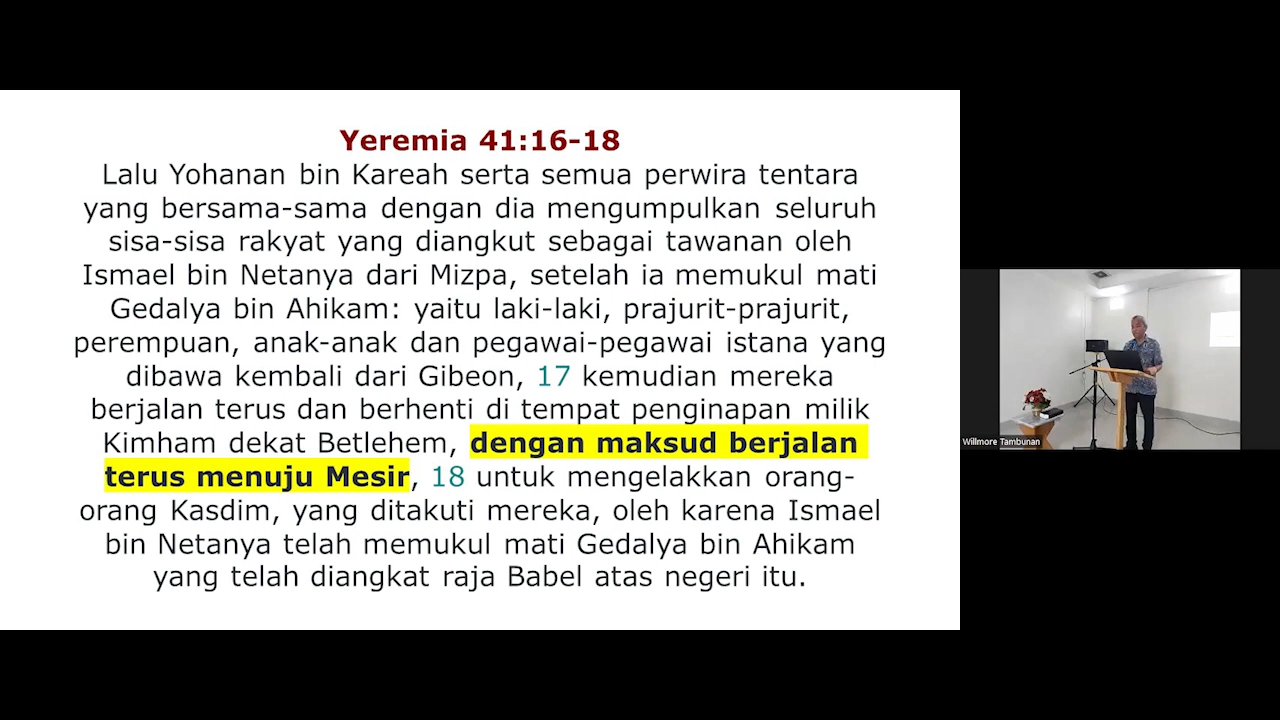 Yeremia 41:16-18
Lalu Yohanan bin Kareah serta semua perwira tentara
yang bersama-sama dengan dia mengumpulkan seluruh
sisa-sisa rakyat yang diangkut sebagai tawanan oleh
Ismael bin Netanya dari Mizpa, setelah ia memukul mati
Gedalya bin Ahikam: yaitu laki-laki, prajurit-prajurit,
perempuan, anak-anak dan pegawai-pegawai istana yang
dibawa kembali dari Gibeon, 17 kemudian mereka
berjalan terus dan berhenti di tempat penginapan milik
Kimham dekat Betlehem, dengan maksud berjalan
terus menuju Mesir, 18 untuk mengelakkan orang-
orang Kasdim, yang ditakuti mereka, oleh karena Ismael
bin Netanya telah memukul mati Gedalya bin Ahikam
yang telah diangkat raja Babel atas negeri itu.
Willmore Tambunan